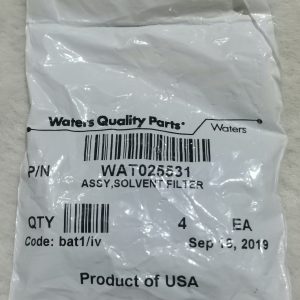 Waters Quality Parts®
Waters
P/N WAT025531
ASSY,SOLVENT FILTER
QTY 4 EA
Code: bat1/iv Sep 15, 2019
Product of USA